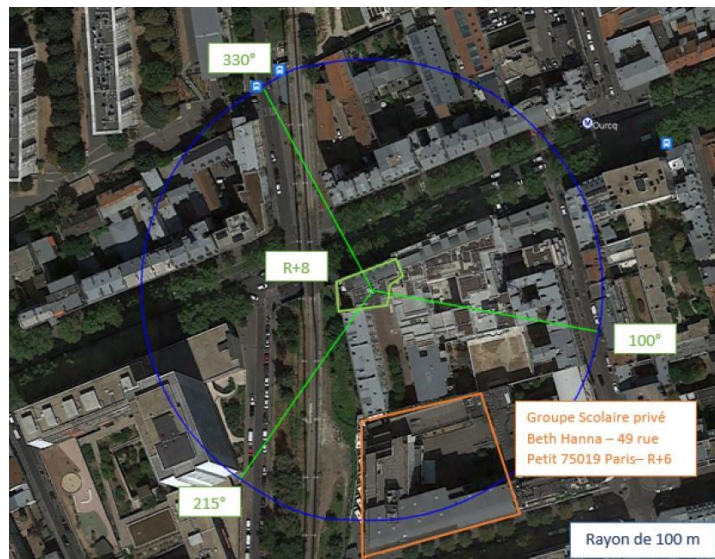 330°
Ourcq
R+8
100°
Groupe Scolaire privé
Beth Hanna – 49 rue
Petit 75019 Paris– R+6
215°
Rayon de 100 m